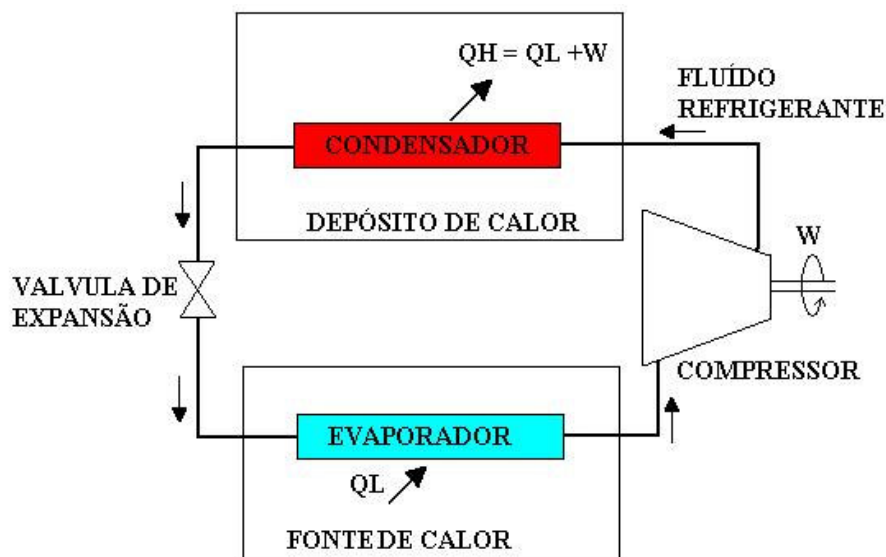 QH = QL +W
FLUÍDO
REFRIGERANTE
CONDENSADOR
DEPÓSITO DE CALOR
W
VALVULA DE
EXPANSÃO
COMPRESSOR
EVAPORADOR
QL
FONTE DE CALOR